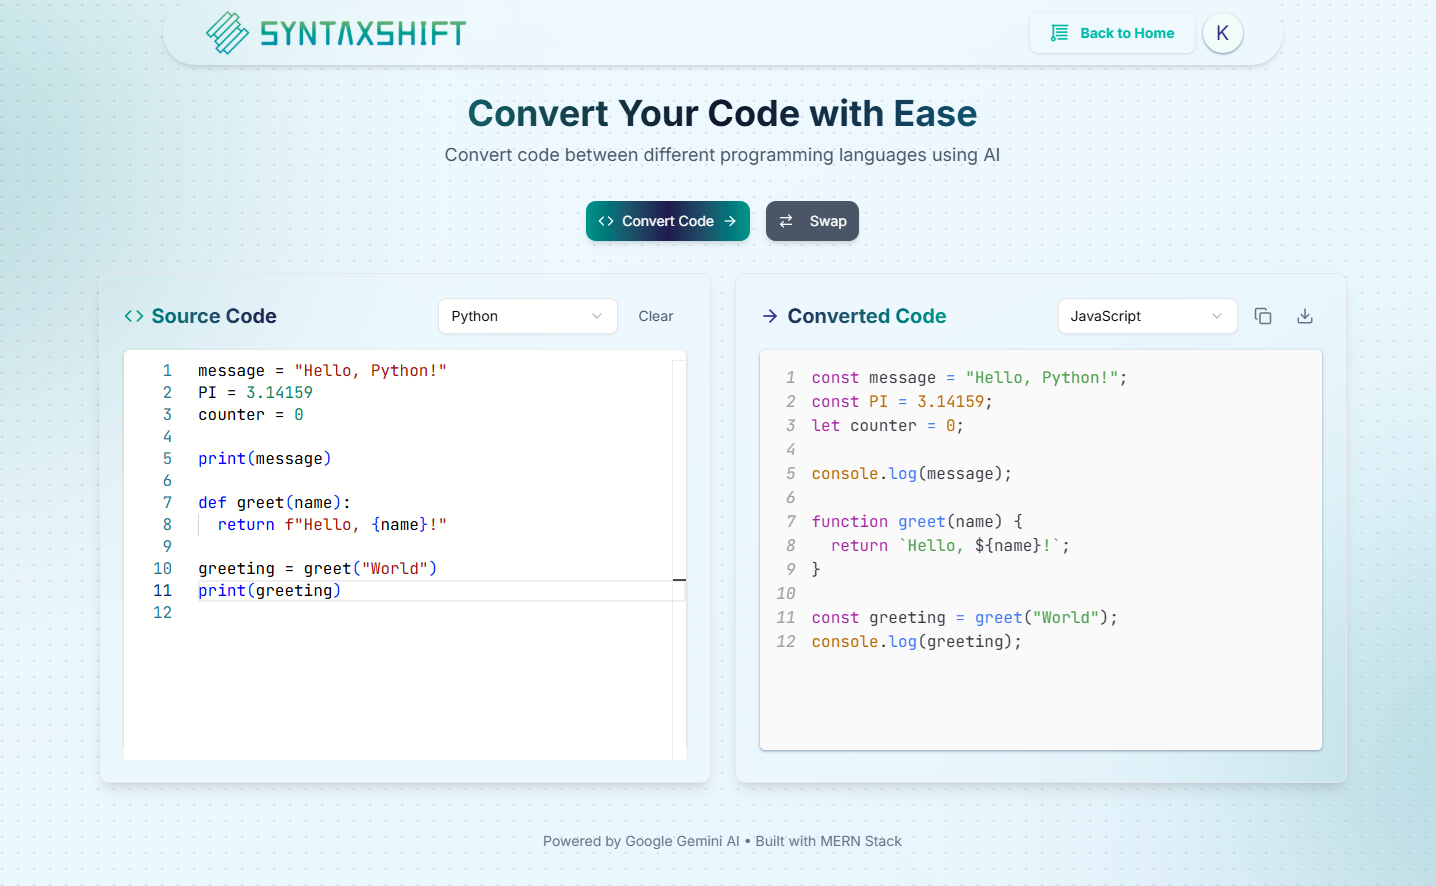 SYNTAXSHIFT
Back to Home
K
Convert Your Code with Ease
Convert code between different programming languages using AI
Convert Code
Swap
Source Code
Python
Clear
1 message = "Hello, Python!"
2 PI = 3.14159
3 counter = 0
4
5 print(message)
6
7 def greet(name):
8   return f"Hello, {name}!"
9
10 greeting = greet("World")
11 print(greeting)
12
Converted Code
JavaScript
1 const message = "Hello, Python!";
2 const PI = 3.14159;
3 let counter = 0;
4
5 console.log(message);
6
7 function greet(name) {
8   return `Hello, ${name}!`;
9 }
10
11 const greeting = greet("World");
12 console.log(greeting);
Powered by Google Gemini AI • Built with MERN Stack